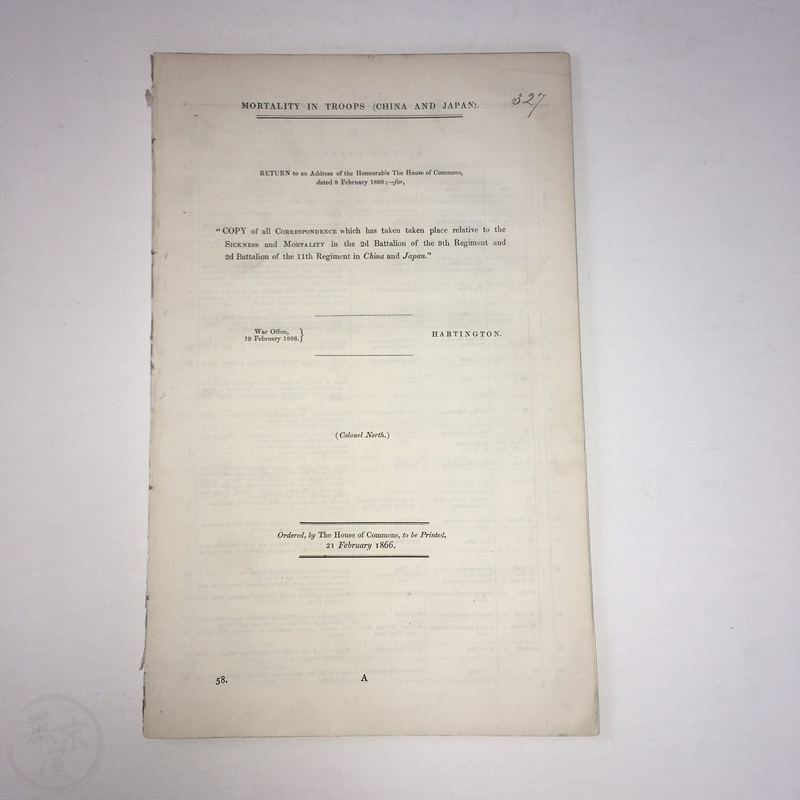 MORTALITY IN TROOPS (CHINA AND JAPAN).
327
RETURN to an Address of the Honourable The House of Commons,
dated 8 February 1866;—for,
"COPY of all CORRESPONDENCE which has taken taken place relative to the
SICKNESS and MORTALITY in the 2d Battalion of the 9th Regiment and
2d Battalion of the 11th Regiment in China and Japan."
War Office,
19 February 1866.}
HARTINGTON.
(Colonel North.)
Ordered, by The House of Commons, to be Printed,
21 February 1866.
58.
A
幕末屋